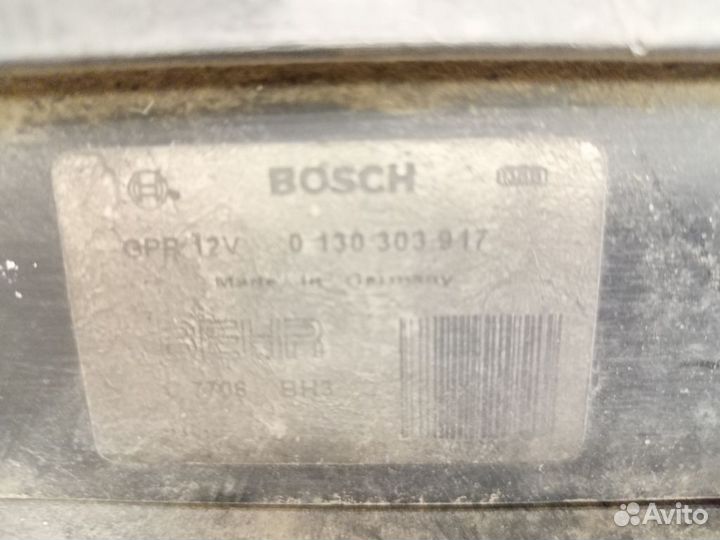 BOSCH
GPR 12V 0 130 303 917
Made in Germany
BEHR
7706 BH3
Avito